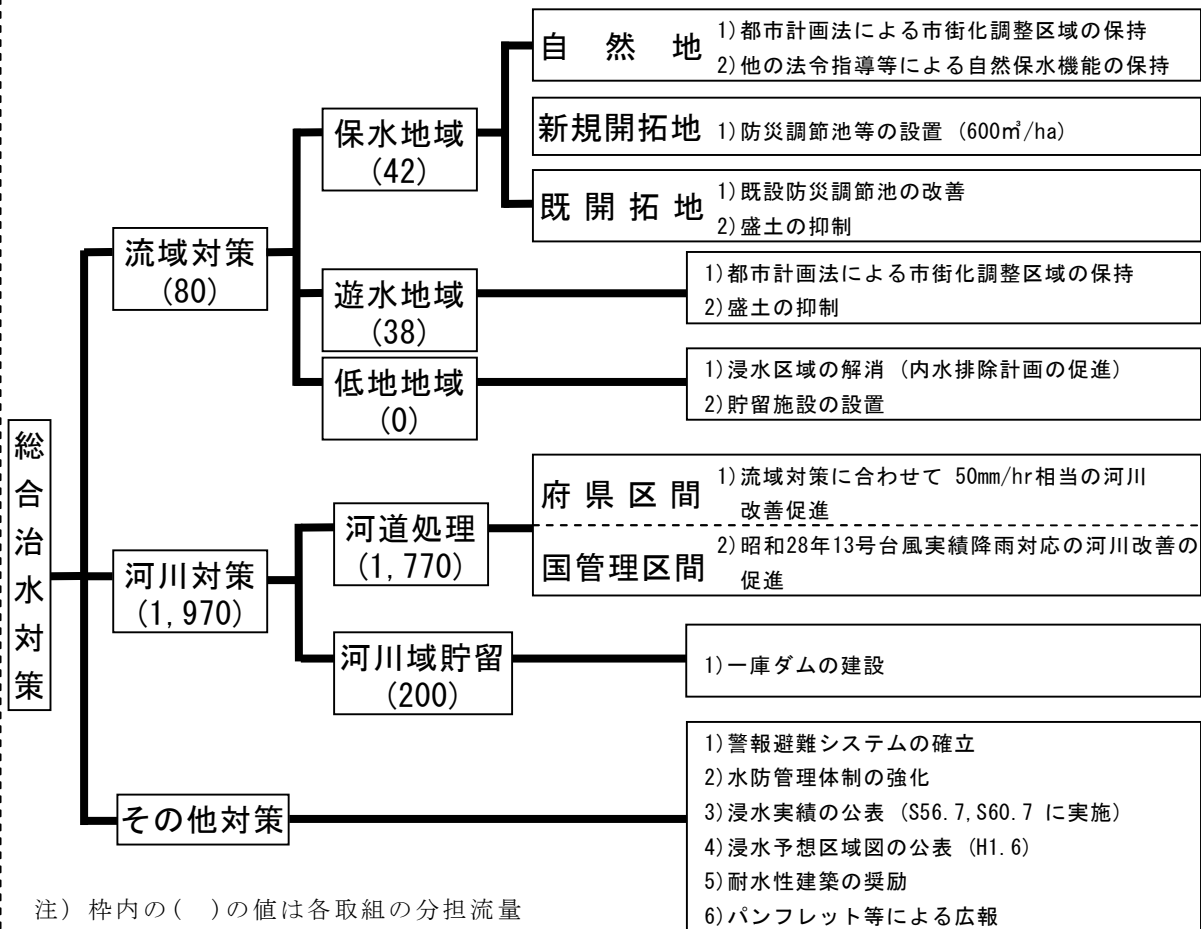 総合治水対策
流域対策
(80)
保水地域
(42)
自然地
1)都市計画法による市街化調整区域の保持
2)他の法令指導等による自然保水機能の保持
新規開拓地
1)防災調節池等の設置 (600㎥/ha)
既開拓地
1)既設防災調節池の改善
2)盛土の抑制
遊水地域
(38)
1)都市計画法による市街化調整区域の保持
2)盛土の抑制
低地地域
(0)
1)浸水区域の解消 (内水排除計画の促進)
2)貯留施設の設置
河川対策
(1,970)
河道処理
(1,770)
府県区間
1)流域対策に合わせて 50mm/hr相当の河川
改善促進
国管理区間
2)昭和28年13号台風実績降雨対応の河川改善の
促進
河川域貯留
(200)
1)一庫ダムの建設
その他対策
1)警報避難システムの確立
2)水防管理体制の強化
3)浸水実績の公表 (S56.7,S60.7 に実施)
4)浸水予想区域図の公表 (H1.6)
5)耐水性建築の奨励
6)パンフレット等による広報
注) 枠内の( )の値は各取組の分担流量